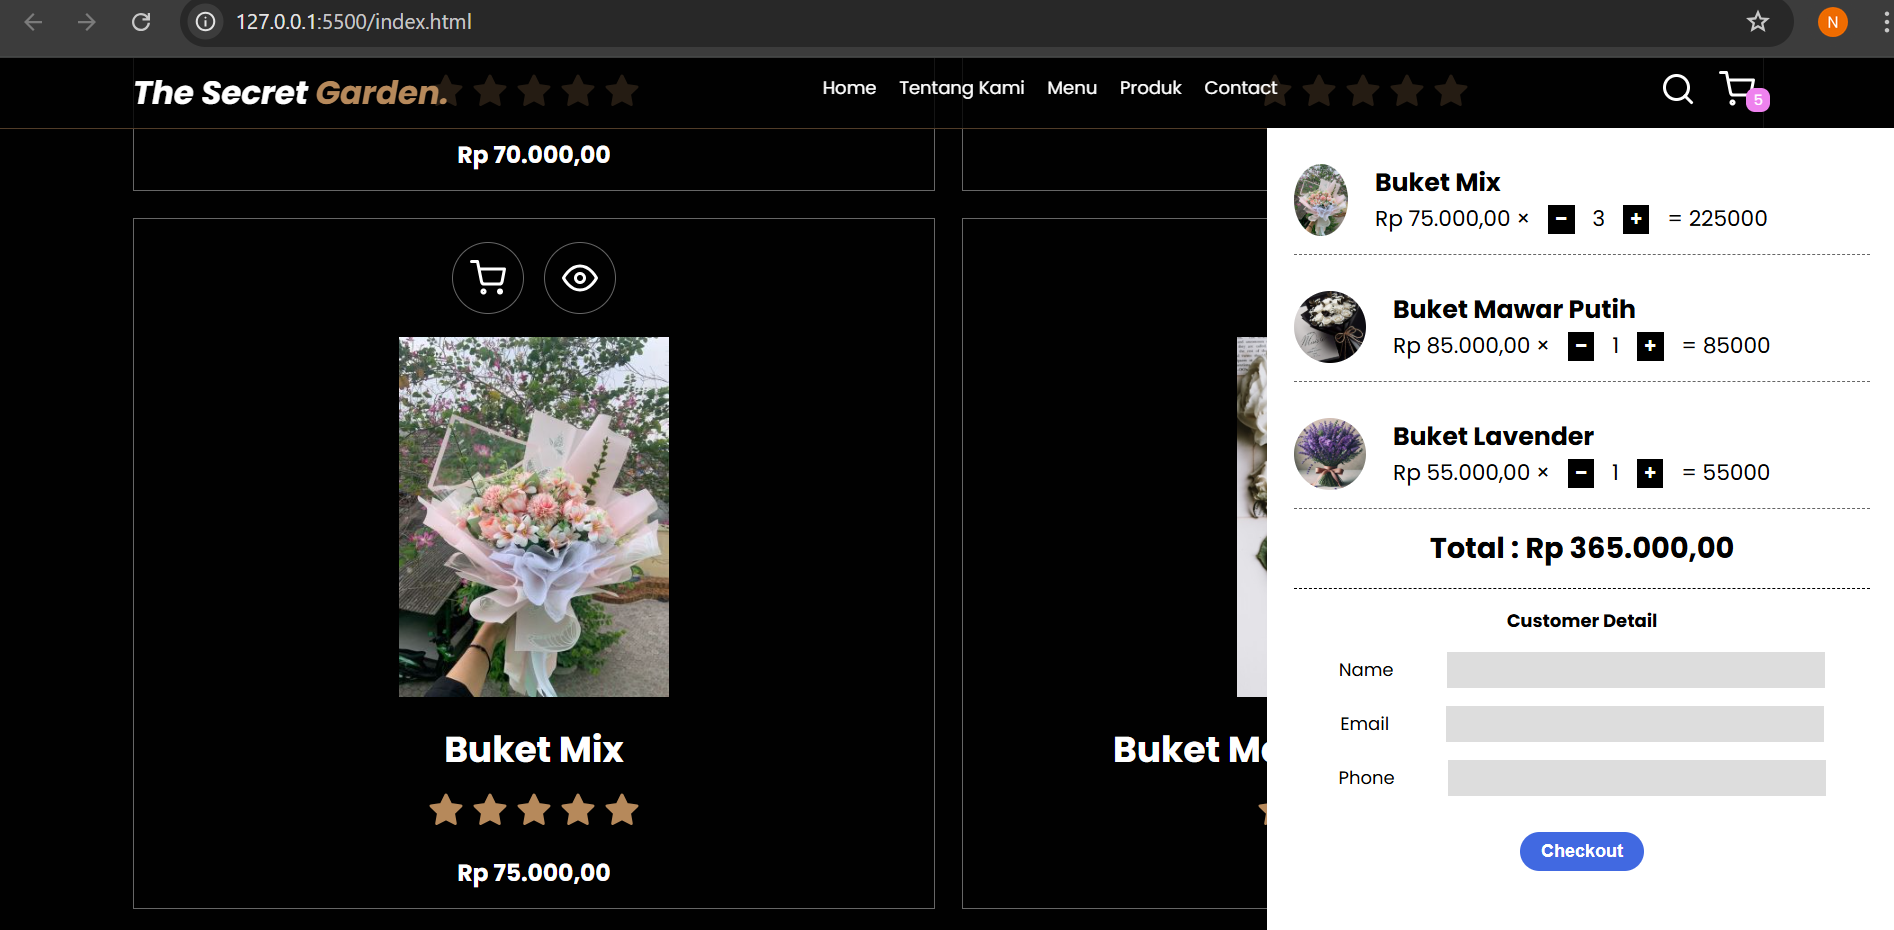 127.0.0.1:5500/index.html
N
The Secret Garden.
Home Tentang Kami Menu Produk Contact
5
Rp 70.000,00
Buket Mix
Rp 75.000,00
Buket M
Buket Mix
Rp 75.000,00 × − 3 + = 225000
Buket Mawar Putih
Rp 85.000,00 × − 1 + = 85000
Buket Lavender
Rp 55.000,00 × − 1 + = 55000
Total : Rp 365.000,00
Customer Detail
Name
Email
Phone
Checkout